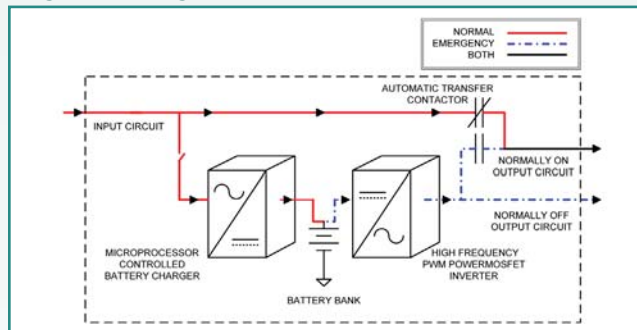 NORMAL
EMERGENCY
BOTH
AUTOMATIC TRANSFER
CONTACTOR
INPUT CIRCUIT
NORMALLY ON
OUTPUT CIRCUIT
NORMALLY OFF
OUTPUT CIRCUIT
MICROPROCESSOR
CONTROLLED
BATTERY CHARGER
HIGH FREQUENCY
PWM POWERMOSFET
INVERTER
BATTERY BANK